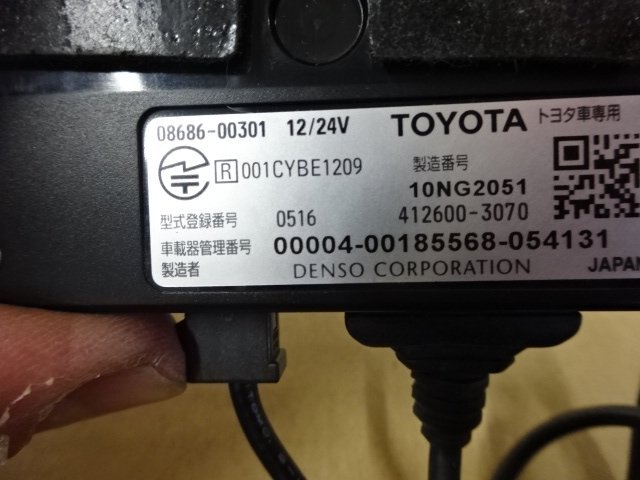 08686-00301 12/24V TOYOTA トヨタ車専用
R 001CYBE1209 製造番号
10NG2051
型式登録番号 0516 412600-3070
車載器管理番号 00004-00185568-054131
製造者 DENSO CORPORATION JAPAN